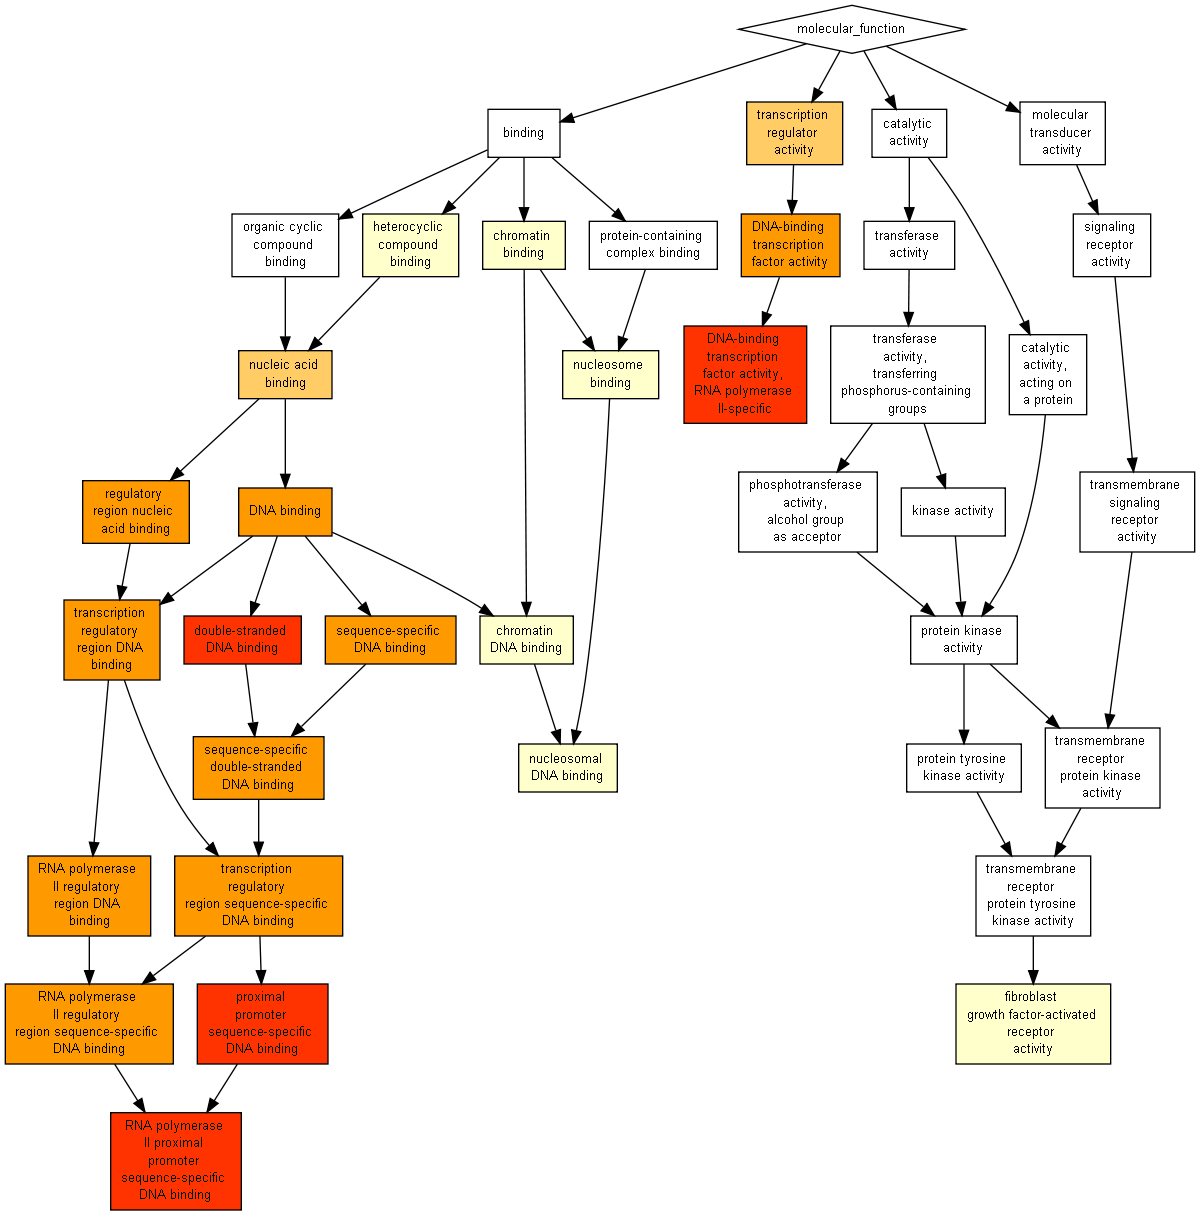 molecular_function
binding
transcription
regulator
activity
catalytic
activity
molecular
transducer
activity
organic cyclic
compound
binding
heterocyclic
compound
binding
chromatin
binding
protein-containing
complex binding
DNA-binding
transcription
factor activity
transferase
activity
signaling
receptor
activity
nucleic acid
binding
nucleosome
binding
DNA-binding
transcription
factor activity,
RNA polymerase
II-specific
transferase
activity,
transferring
phosphorus-containing
groups
catalytic
activity,
acting on
a protein
regulatory
region nucleic
acid binding
DNA binding
phosphotransferase
activity,
alcohol group
as acceptor
kinase activity
transmembrane
signaling
receptor
activity
transcription
regulatory
region DNA
binding
double-stranded
DNA binding
sequence-specific
DNA binding
chromatin
DNA binding
protein kinase
activity
sequence-specific
double-stranded
DNA binding
nucleosomal
DNA binding
protein tyrosine
kinase activity
transmembrane
receptor
protein kinase
activity
RNA polymerase
II regulatory
region DNA
binding
transcription
regulatory
region sequence-specific
DNA binding
transmembrane
receptor
protein tyrosine
kinase activity
RNA polymerase
II regulatory
region sequence-specific
DNA binding
proximal
promoter
sequence-specific
DNA binding
fibroblast
growth factor-activated
receptor
activity
RNA polymerase
II proximal
promoter
sequence-specific
DNA binding